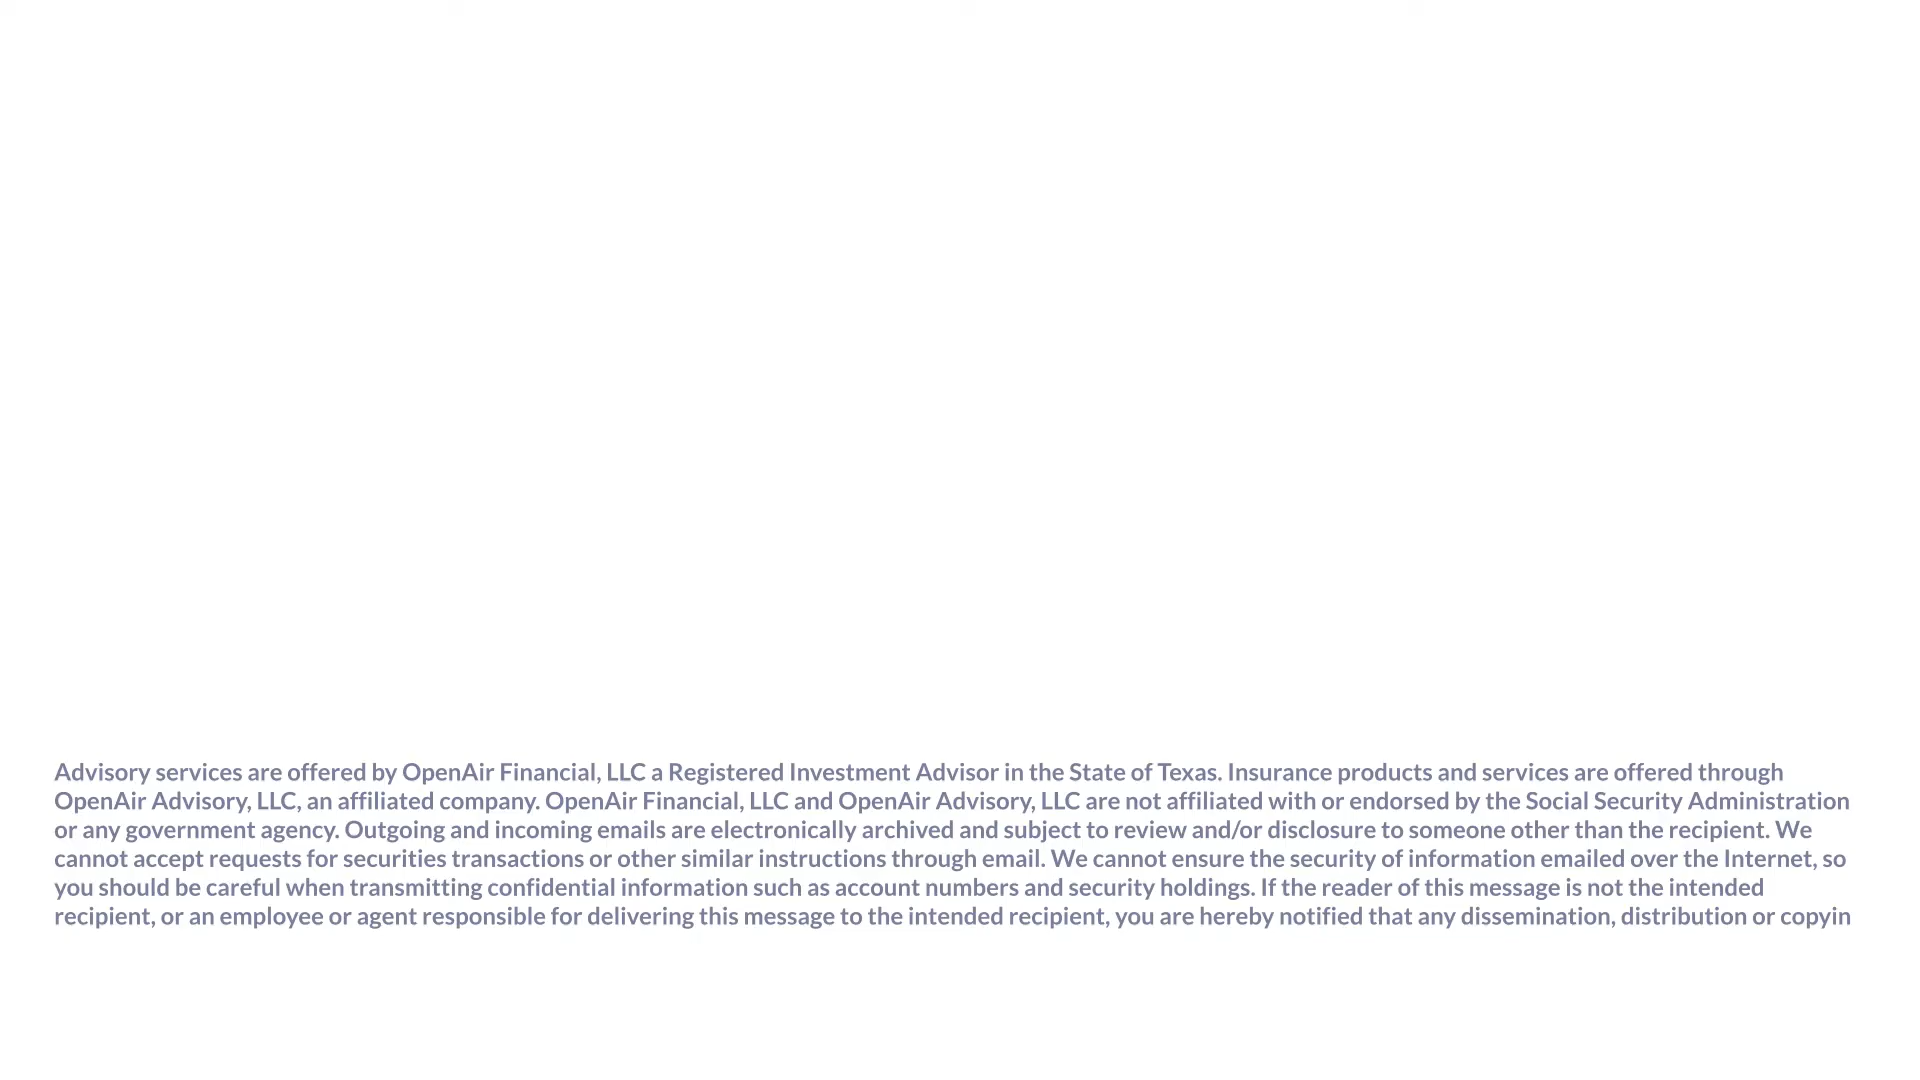 Advisory services are offered by OpenAir Financial, LLC a Registered Investment Advisor in the State of Texas. Insurance products and services are offered through
OpenAir Advisory, LLC, an affiliated company. OpenAir Financial, LLC and OpenAir Advisory, LLC are not affiliated with or endorsed by the Social Security Administration
or any government agency. Outgoing and incoming emails are electronically archived and subject to review and/or disclosure to someone other than the recipient. We
cannot accept requests for securities transactions or other similar instructions through email. We cannot ensure the security of information emailed over the Internet, so
you should be careful when transmitting confidential information such as account numbers and security holdings. If the reader of this message is not the intended
recipient, or an employee or agent responsible for delivering this message to the intended recipient, you are hereby notified that any dissemination, distribution or copyin